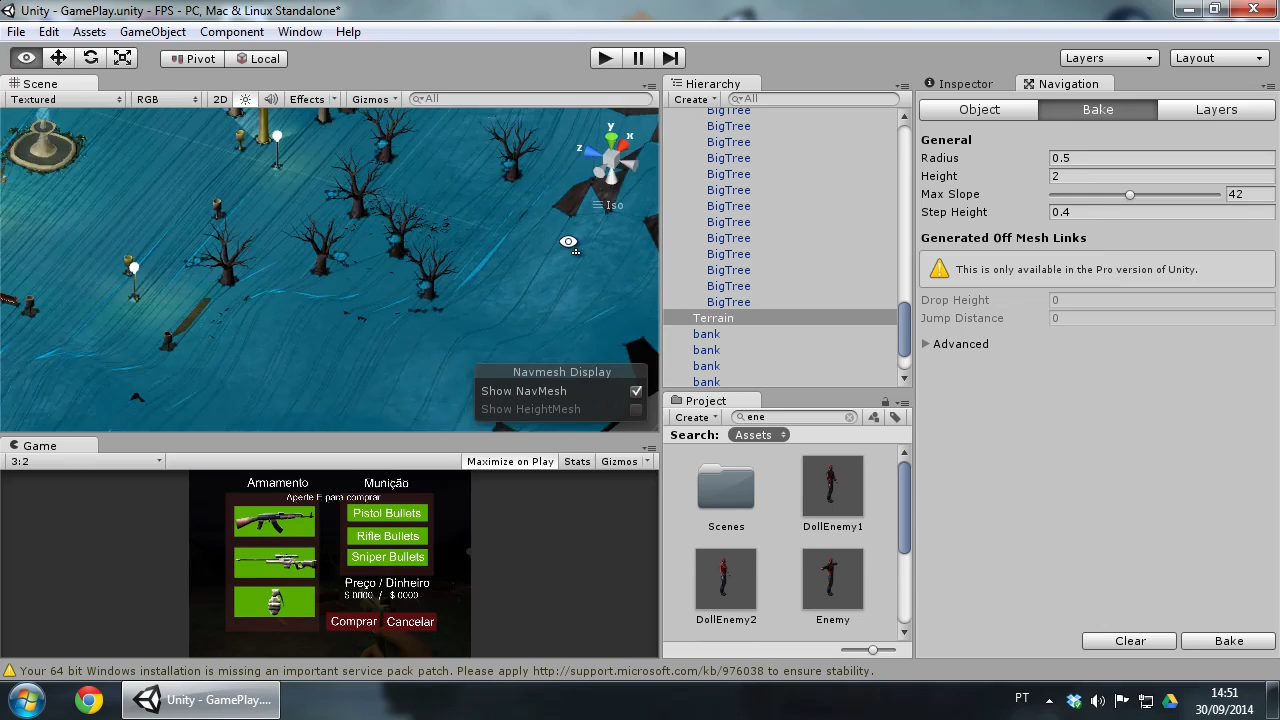 Unity - GamePlay.unity - FPS - PC, Mac & Linux Standalone*
File Edit Assets GameObject Component Window Help
Pivot Local Layers Layout
Scene
Textured RGB 2D Effects Gizmos All
y
x
z
Iso
Navmesh Display
Show NavMesh
Show HeightMesh
Game
3:2 Maximize on Play Stats Gizmos
Armamento Munição
Aperte E para comprar
Pistol Bullets
Rifle Bullets
Sniper Bullets
Preço / Dinheiro
$ 0000 / $ 0000
Comprar Cancelar
Hierarchy
Create All
BigTree
BigTree
BigTree
BigTree
BigTree
BigTree
BigTree
BigTree
BigTree
BigTree
BigTree
BigTree
BigTree
Terrain
bank
bank
bank
bank
Project
Create ene
Search: Assets
Scenes DollEnemy1
DollEnemy2 Enemy
Inspector Navigation
Object Bake Layers
General
Radius 0.5
Height 2
Max Slope 42
Step Height 0.4
Generated Off Mesh Links
This is only available in the Pro version of Unity.
Drop Height 0
Jump Distance 0
Advanced
Clear Bake
Your 64 bit Windows installation is missing an important service pack patch. Please apply http://support.microsoft.com/kb/976038 to ensure stability.
Unity - GamePlay....
PT
14:51
30/09/2014